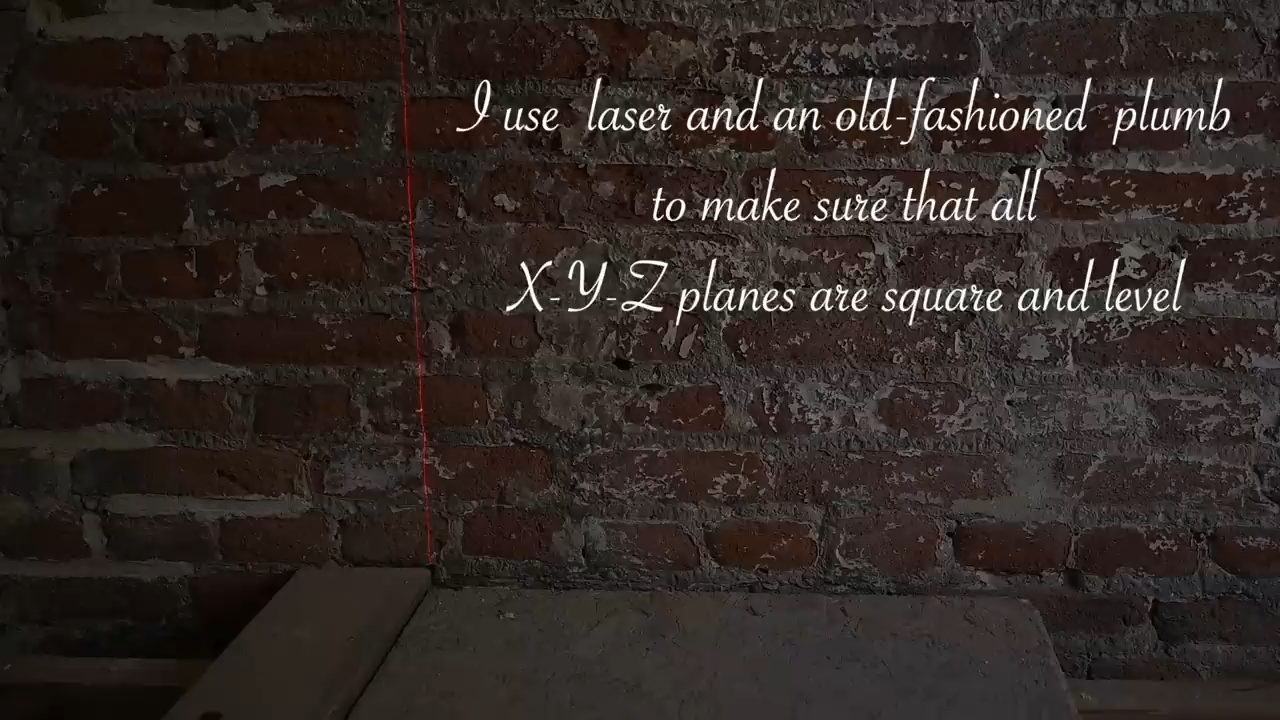 I use laser and an old-fashioned plumb
to make sure that all
X-Y-Z planes are square and level